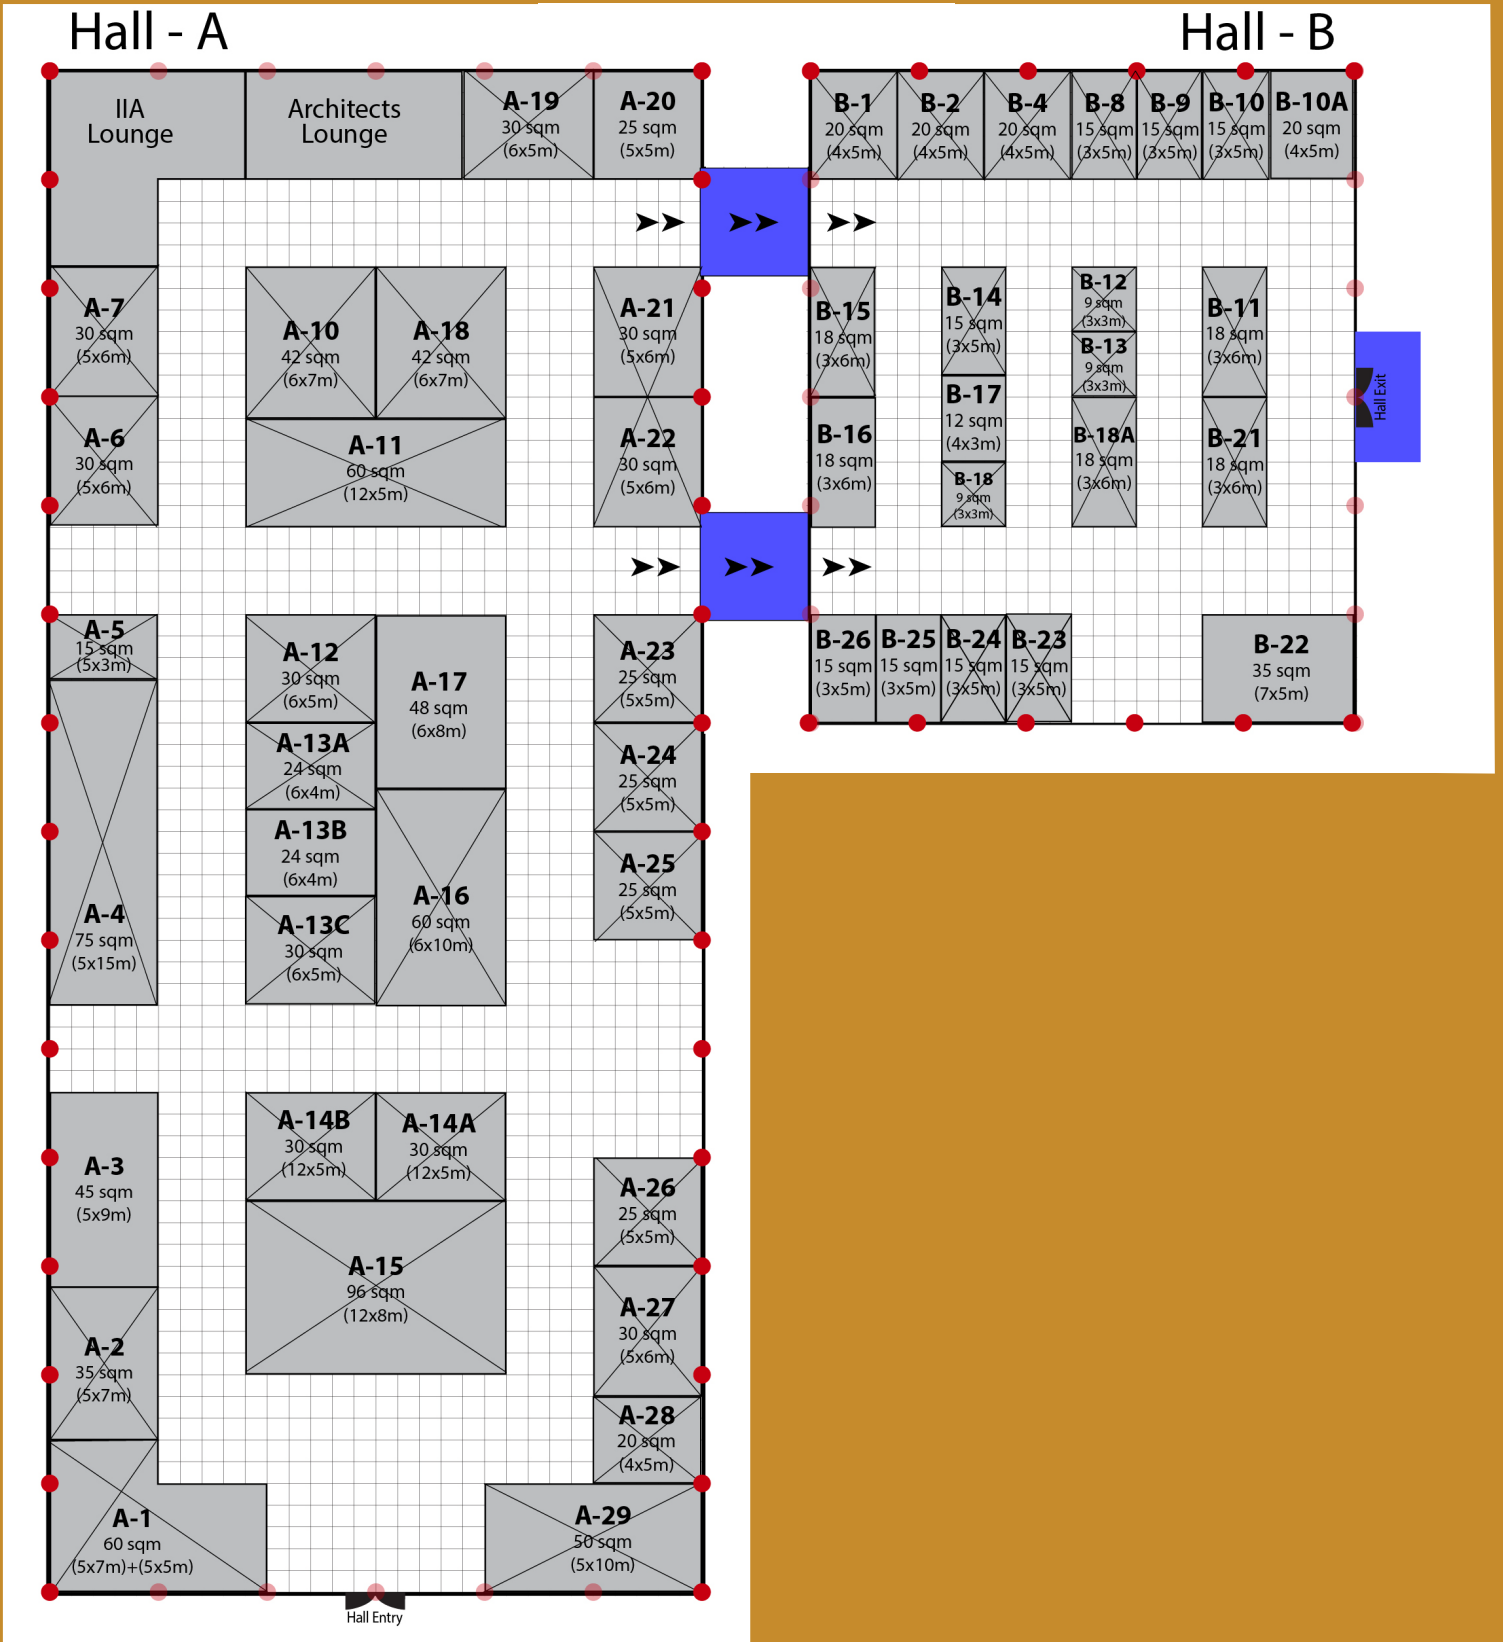 Hall - A
Hall - B
IIA
Lounge
Architects
Lounge
A-19
30 sqm
(6x5m)
A-20
25 sqm
(5x5m)
B-1
20 sqm
(4x5m)
B-2
20 sqm
(4x5m)
B-4
20 sqm
(4x5m)
B-8
15 sqm
(3x5m)
B-9
15 sqm
(3x5m)
B-10
15 sqm
(3x5m)
B-10A
20 sqm
(4x5m)
A-7
30 sqm
(5x6m)
A-10
42 sqm
(6x7m)
A-18
42 sqm
(6x7m)
A-21
30 sqm
(5x6m)
B-15
18 sqm
(3x6m)
B-14
15 sqm
(3x5m)
B-12
9 sqm
(3x3m)
B-13
9 sqm
(3x3m)
B-11
18 sqm
(3x6m)
Hall Exit
A-6
30 sqm
(5x6m)
A-11
60 sqm
(12x5m)
A-22
30 sqm
(5x6m)
B-16
18 sqm
(3x6m)
B-17
12 sqm
(4x3m)
B-18
9 sqm
(3x3m)
B-18A
18 sqm
(3x6m)
B-21
18 sqm
(3x6m)
A-5
15 sqm
(5x3m)
A-12
30 sqm
(6x5m)
A-17
48 sqm
(6x8m)
A-23
25 sqm
(5x5m)
B-26
15 sqm
(3x5m)
B-25
15 sqm
(3x5m)
B-24
15 sqm
(3x5m)
B-23
15 sqm
(3x5m)
B-22
35 sqm
(7x5m)
A-13A
24 sqm
(6x4m)
A-24
25 sqm
(5x5m)
A-13B
24 sqm
(6x4m)
A-25
25 sqm
(5x5m)
A-4
75 sqm
(5x15m)
A-13C
30 sqm
(6x5m)
A-16
60 sqm
(6x10m)
A-3
45 sqm
(5x9m)
A-14B
30 sqm
(12x5m)
A-14A
30 sqm
(12x5m)
A-26
25 sqm
(5x5m)
A-15
96 sqm
(12x8m)
A-27
30 sqm
(5x6m)
A-2
35 sqm
(5x7m)
A-28
20 sqm
(4x5m)
A-1
60 sqm
(5x7m)+(5x5m)
A-29
50 sqm
(5x10m)
Hall Entry